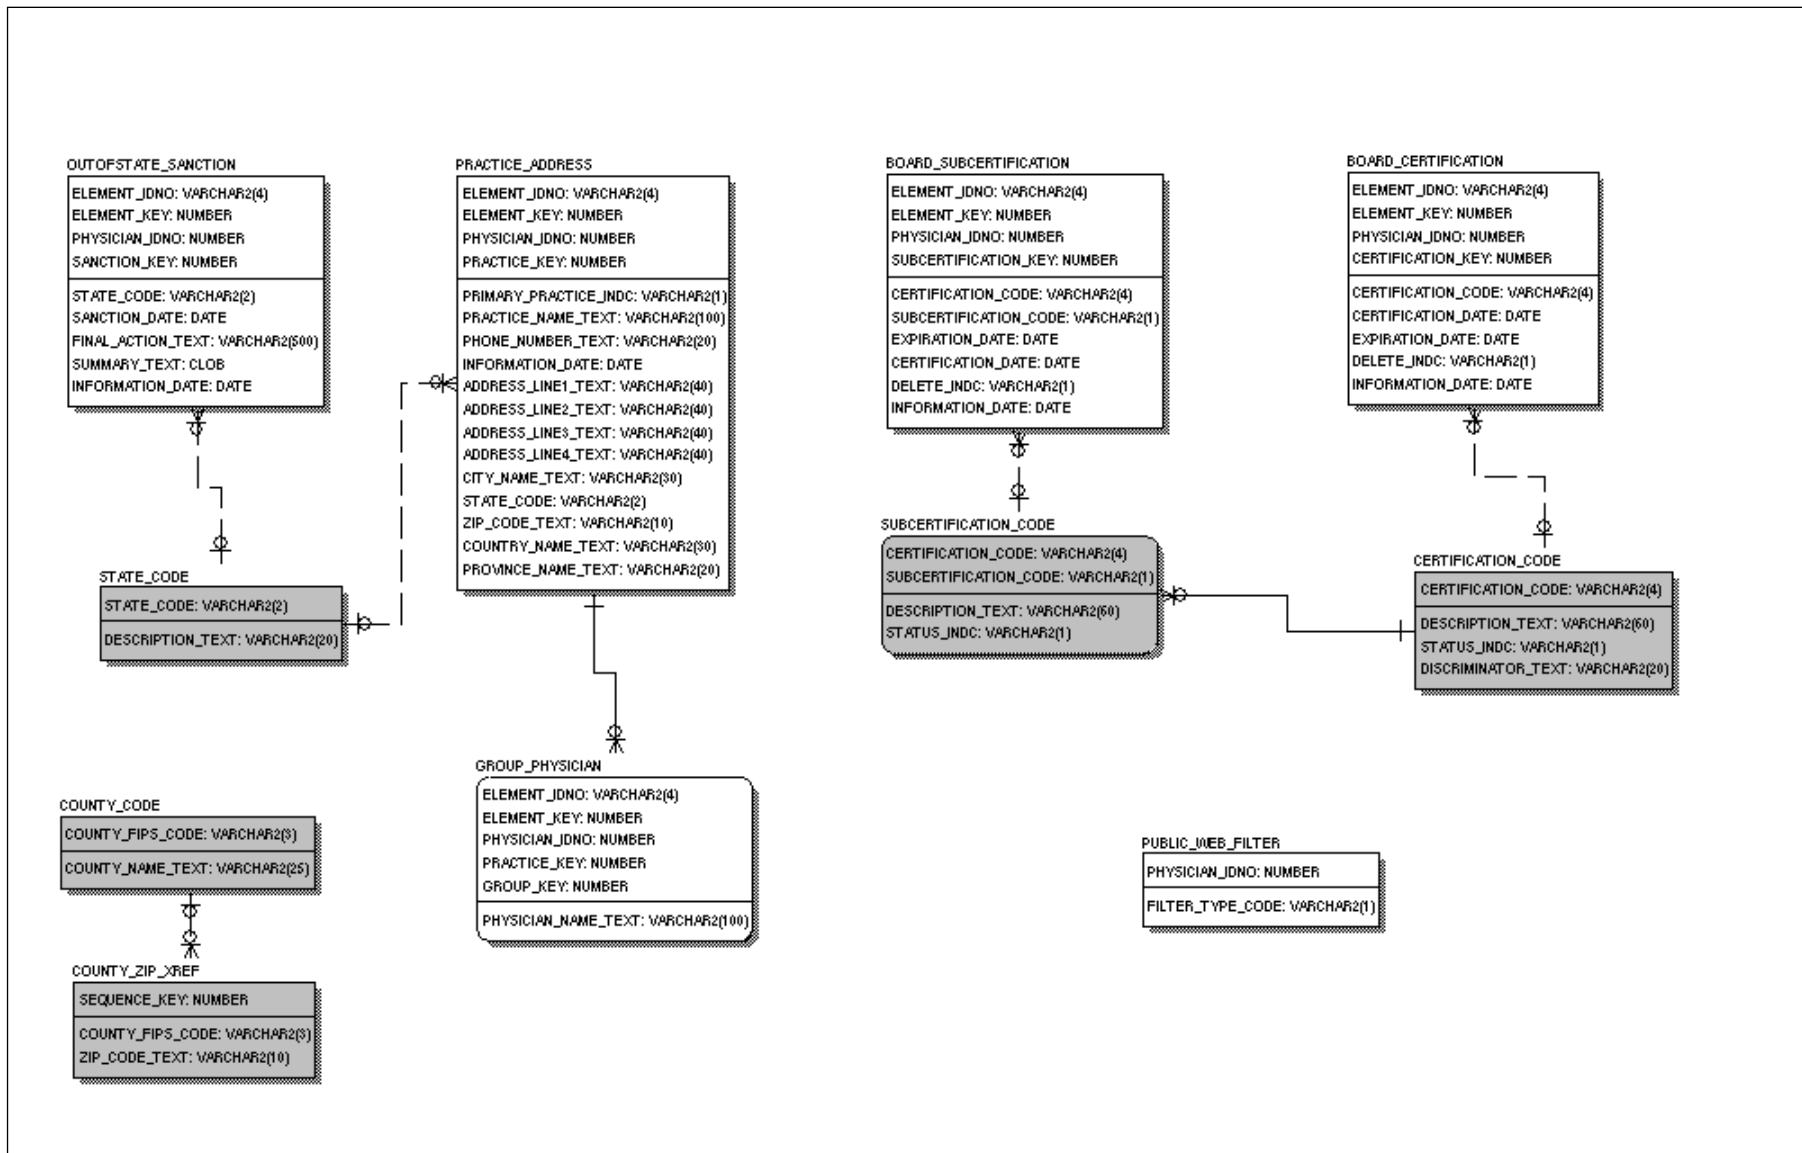 OUTOFSTATE_SANCTION
ELEMENT_IDNO: VARCHAR2(4)
ELEMENT_KEY: NUMBER
PHYSICIAN_IDNO: NUMBER
SANCTION_KEY: NUMBER
STATE_CODE: VARCHAR2(2)
SANCTION_DATE: DATE
FINAL_ACTION_TEXT: VARCHAR2(500)
SUMMARY_TEXT: CLOB
INFORMATION_DATE: DATE
PRACTICE_ADDRESS
ELEMENT_IDNO: VARCHAR2(4)
ELEMENT_KEY: NUMBER
PHYSICIAN_IDNO: NUMBER
PRACTICE_KEY: NUMBER
PRIMARY_PRACTICE_INDC: VARCHAR2(1)
PRACTICE_NAME_TEXT: VARCHAR2(100)
PHONE_NUMBER_TEXT: VARCHAR2(20)
INFORMATION_DATE: DATE
ADDRESS_LINE1_TEXT: VARCHAR2(40)
ADDRESS_LINE2_TEXT: VARCHAR2(40)
ADDRESS_LINE3_TEXT: VARCHAR2(40)
ADDRESS_LINE4_TEXT: VARCHAR2(40)
CITY_NAME_TEXT: VARCHAR2(30)
STATE_CODE: VARCHAR2(2)
ZIP_CODE_TEXT: VARCHAR2(10)
COUNTRY_NAME_TEXT: VARCHAR2(30)
PROVINCE_NAME_TEXT: VARCHAR2(20)
BOARD_SUBCERTIFICATION
ELEMENT_IDNO: VARCHAR2(4)
ELEMENT_KEY: NUMBER
PHYSICIAN_IDNO: NUMBER
SUBCERTIFICATION_KEY: NUMBER
CERTIFICATION_CODE: VARCHAR2(4)
SUBCERTIFICATION_CODE: VARCHAR2(1)
EXPIRATION_DATE: DATE
CERTIFICATION_DATE: DATE
DELETE_INDC: VARCHAR2(1)
INFORMATION_DATE: DATE
BOARD_CERTIFICATION
ELEMENT_IDNO: VARCHAR2(4)
ELEMENT_KEY: NUMBER
PHYSICIAN_IDNO: NUMBER
CERTIFICATION_KEY: NUMBER
CERTIFICATION_CODE: VARCHAR2(4)
CERTIFICATION_DATE: DATE
EXPIRATION_DATE: DATE
DELETE_INDC: VARCHAR2(1)
INFORMATION_DATE: DATE
STATE_CODE
STATE_CODE: VARCHAR2(2)
DESCRIPTION_TEXT: VARCHAR2(20)
SUBCERTIFICATION_CODE
CERTIFICATION_CODE: VARCHAR2(4)
SUBCERTIFICATION_CODE: VARCHAR2(1)
DESCRIPTION_TEXT: VARCHAR2(60)
STATUS_INDC: VARCHAR2(1)
CERTIFICATION_CODE
CERTIFICATION_CODE: VARCHAR2(4)
DESCRIPTION_TEXT: VARCHAR2(60)
STATUS_INDC: VARCHAR2(1)
DISCRIMINATOR_TEXT: VARCHAR2(20)
GROUP_PHYSICIAN
ELEMENT_IDNO: VARCHAR2(4)
ELEMENT_KEY: NUMBER
PHYSICIAN_IDNO: NUMBER
PRACTICE_KEY: NUMBER
GROUP_KEY: NUMBER
PHYSICIAN_NAME_TEXT: VARCHAR2(100)
COUNTY_CODE
COUNTY_FIPS_CODE: VARCHAR2(3)
COUNTY_NAME_TEXT: VARCHAR2(25)
PUBLIC_WEB_FILTER
PHYSICIAN_IDNO: NUMBER
FILTER_TYPE_CODE: VARCHAR2(1)
COUNTY_ZIP_XREF
SEQUENCE_KEY: NUMBER
COUNTY_FIPS_CODE: VARCHAR2(3)
ZIP_CODE_TEXT: VARCHAR2(10)